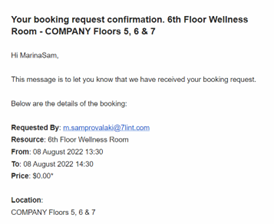 Your booking request confirmation. 6th Floor Wellness
Room - COMPANY Floors 5, 6 & 7
Hi MarinaSam,
This message is to let you know that we have received your booking request.
Below are the details of the booking:
Requested By: m.samprovalaki@7lint.com
Resource: 6th Floor Wellness Room
From: 08 August 2022 13:30
To: 08 August 2022 14:30
Price: $0.00*
Location:
COMPANY Floors 5, 6 & 7